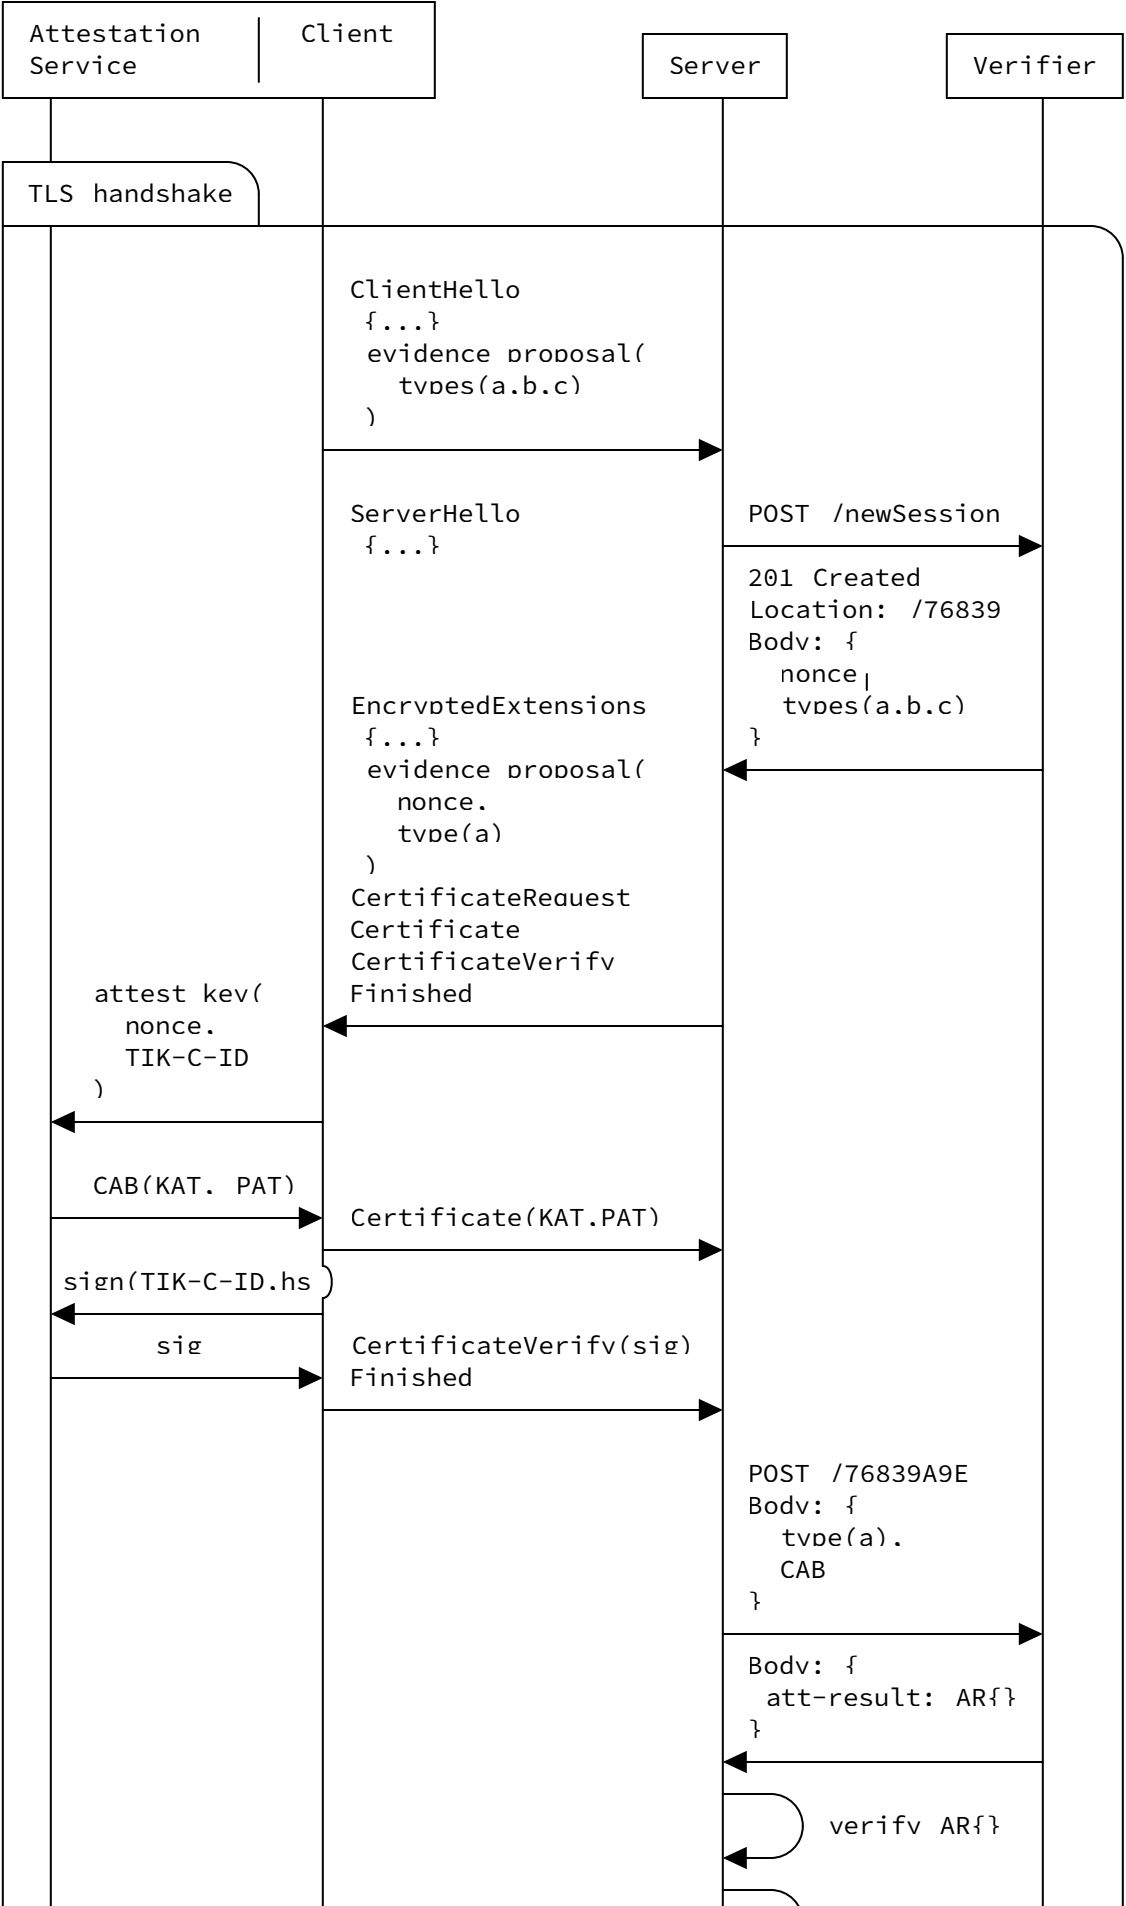 Attestation
Service
Client
Server
Verifier
TLS handshake
ClientHello
{...}
evidence_proposal(
types(a,b,c)
)
ServerHello
{...}
POST /newSession
201 Created
Location: /76839
Body: {
nonce,
types(a,b,c)
}
EncryptedExtensions
{...}
evidence_proposal(
nonce,
type(a)
)
CertificateRequest
Certificate
CertificateVerify
Finished
attest_key(
nonce,
TIK-C-ID
)
CAB(KAT, PAT)
Certificate(KAT,PAT)
sign(TIK-C-ID,hs)
sig
CertificateVerify(sig)
Finished
POST /76839A9E
Body: {
type(a),
CAB
}
Body: {
att-result: AR{}
}
verify AR{}